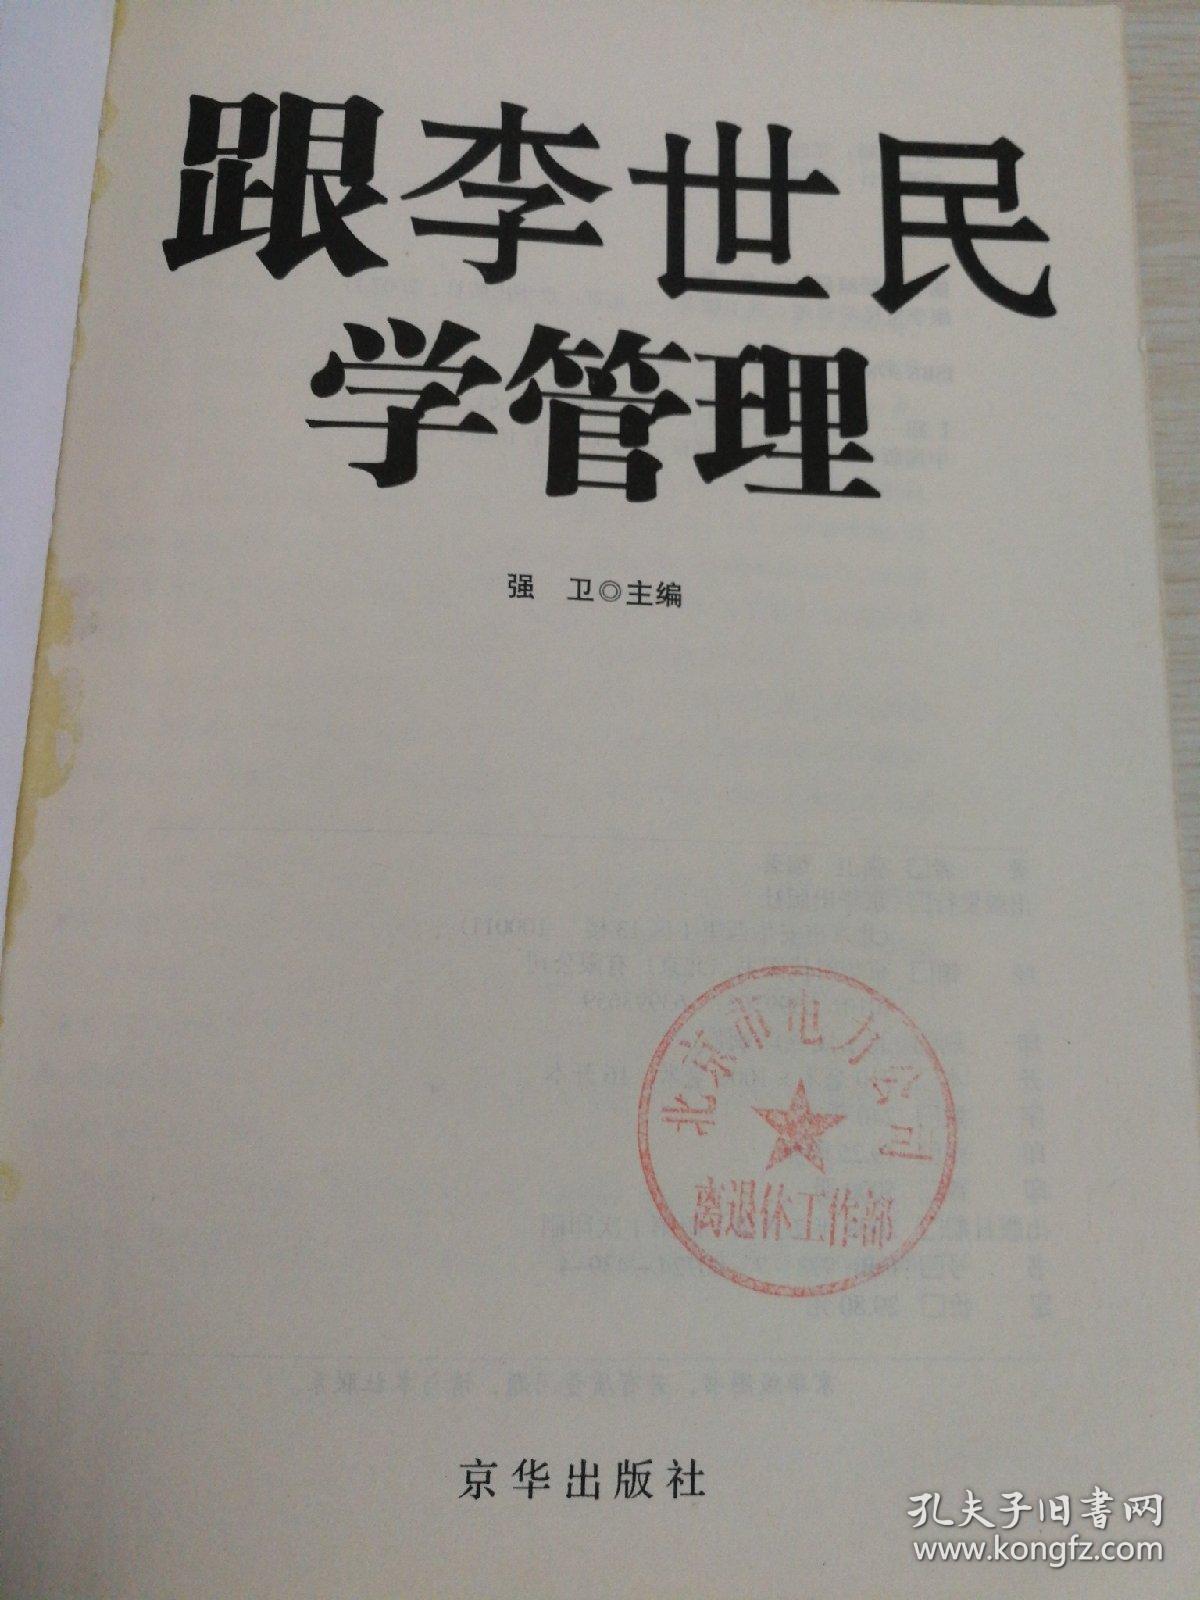 跟李世民
学管理
强 卫◎主编
北京市电力公司
离退休工作部
京华出版社
孔夫子旧书网
www.kongfz.com